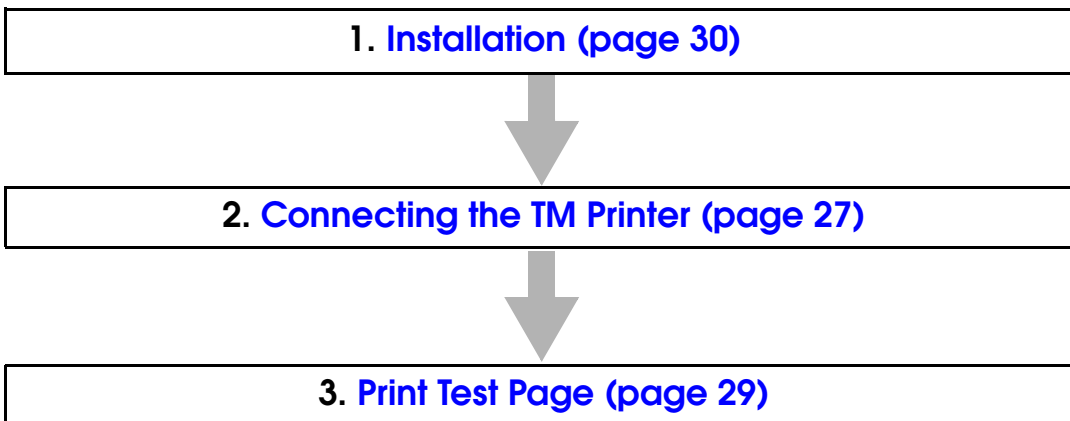 1. Installation (page 30)
2. Connecting the TM Printer (page 27)
3. Print Test Page (page 29)